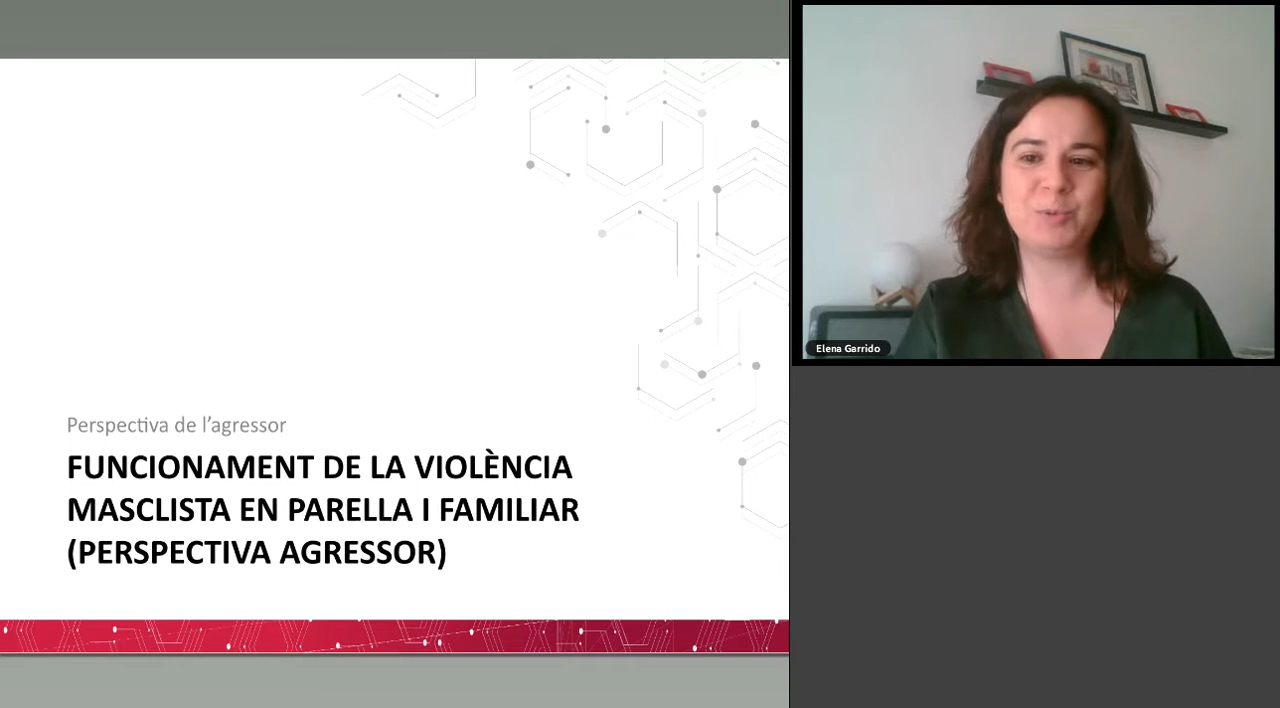 Perspectiva de l'agressor
FUNCIONAMENT DE LA VIOLÈNCIA
MASCLISTA EN PARELLA I FAMILIAR
(PERSPECTIVA AGRESSOR)
Elena Garrido